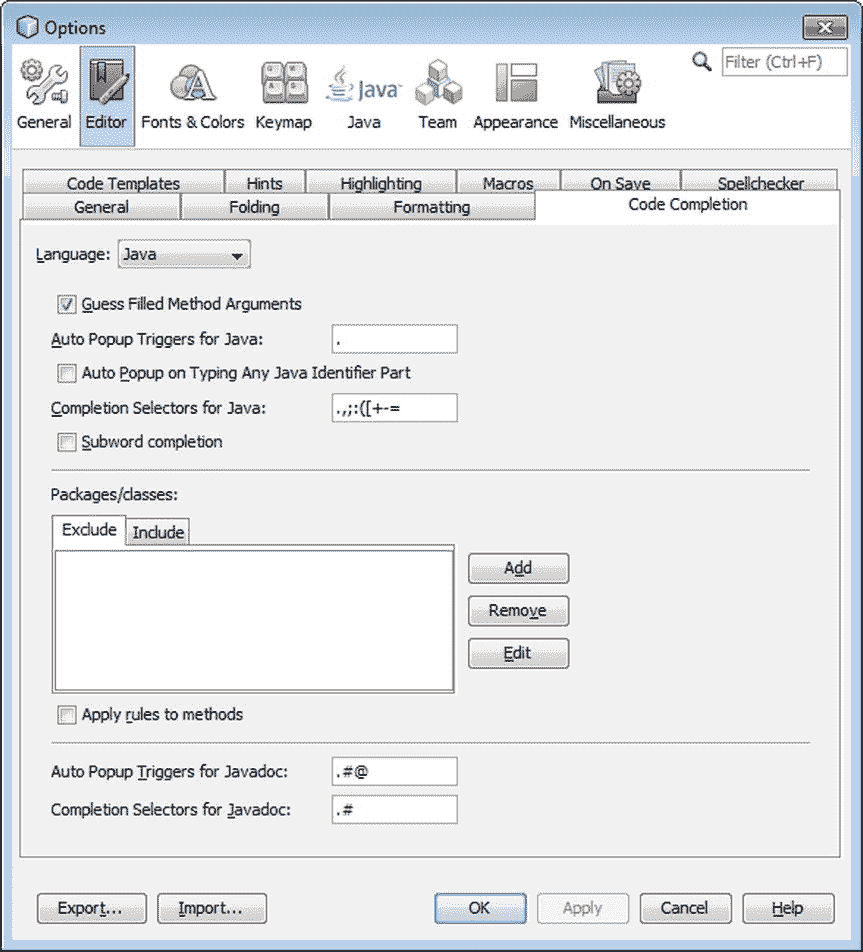 Options
Filter (Ctrl+F)
General Editor Fonts & Colors Keymap Java Java Team Appearance Miscellaneous
Code Templates Hints Highlighting Macros On Save Spellchecker
General Folding Formatting Code Completion
Language: Java
Guess Filled Method Arguments
Auto Popup Triggers for Java: .
Auto Popup on Typing Any Java Identifier Part
Completion Selectors for Java: .,;:([+-=
Subword completion
Packages/classes:
Exclude Include
Add
Remove
Edit
Apply rules to methods
Auto Popup Triggers for Javadoc: .#@
Completion Selectors for Javadoc: .#
Export... Import... OK Apply Cancel Help